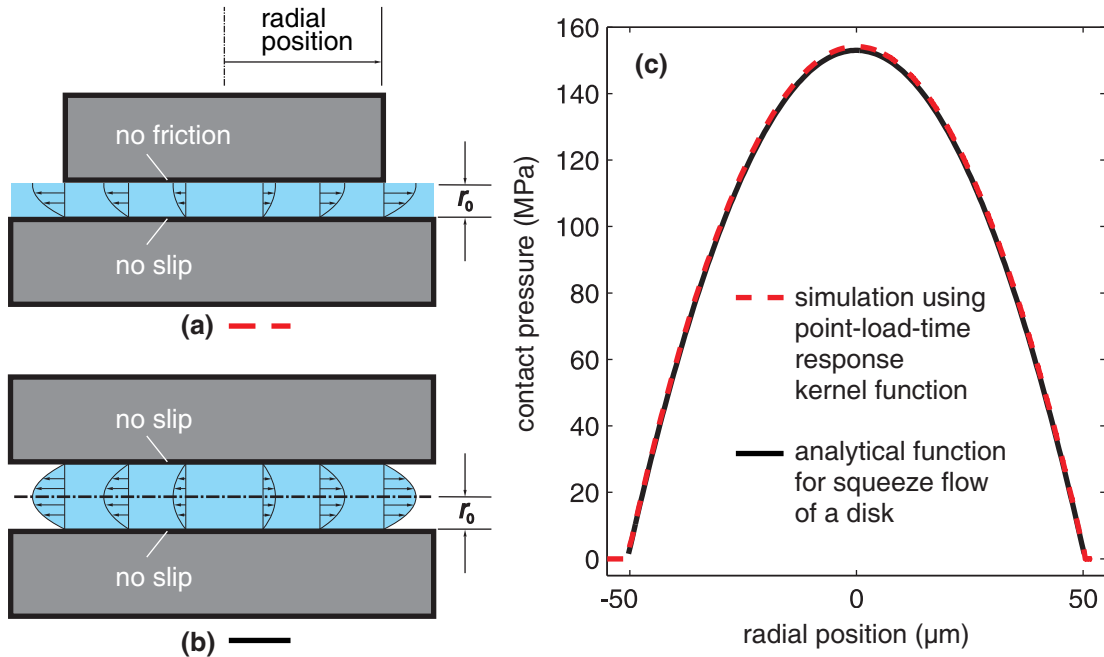 radial
position
no friction
r₀
no slip
(a)
no slip
r₀
no slip
(b)
(c)
contact pressure (MPa)
160
140
120
100
80
60
40
20
0
simulation using
point-load-time
response
kernel function
analytical function
for squeeze flow
of a disk
-50
0
50
radial position (μm)